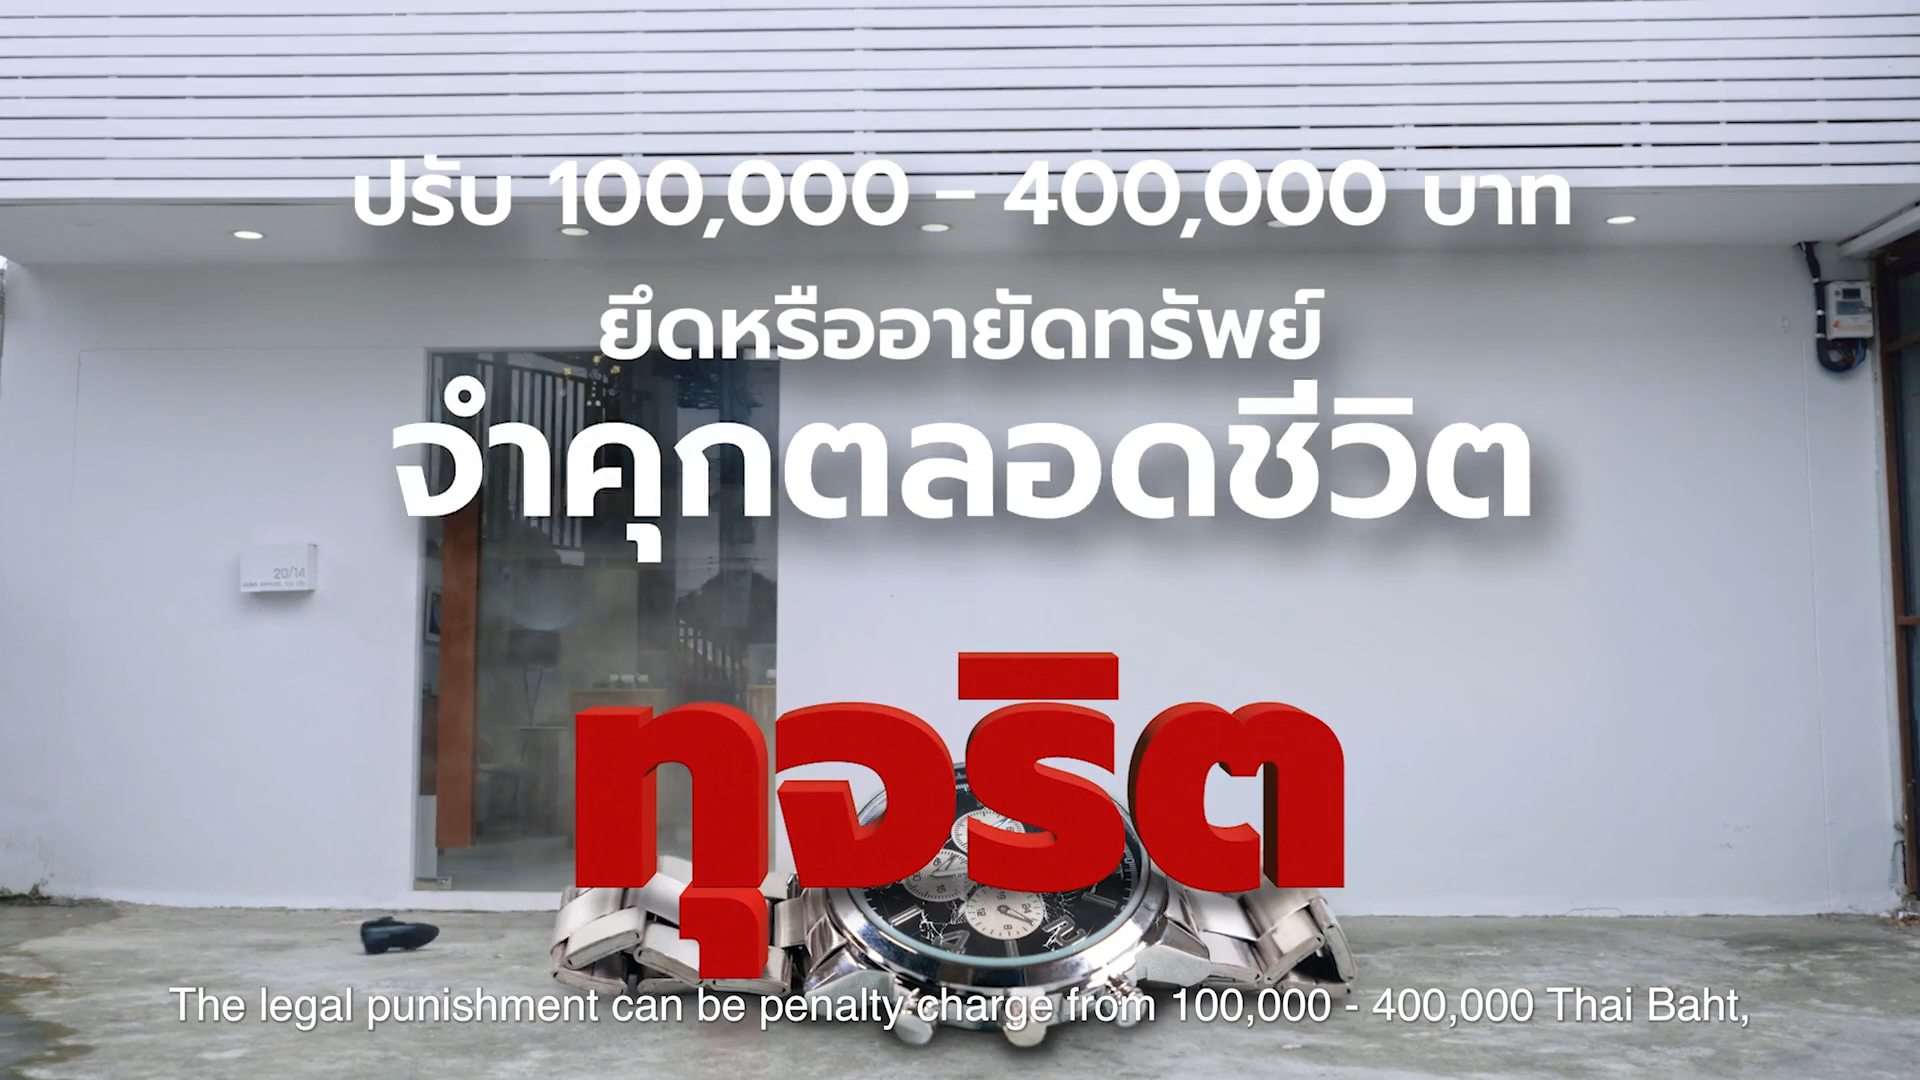 ปรับ 100,000 – 400,000 บาท
ยึดหรืออายัดทรัพย์
จำคุกตลอดชีวิต
20/14
ทุจริต
The legal punishment can be penalty charge from 100,000 - 400,000 Thai Baht,